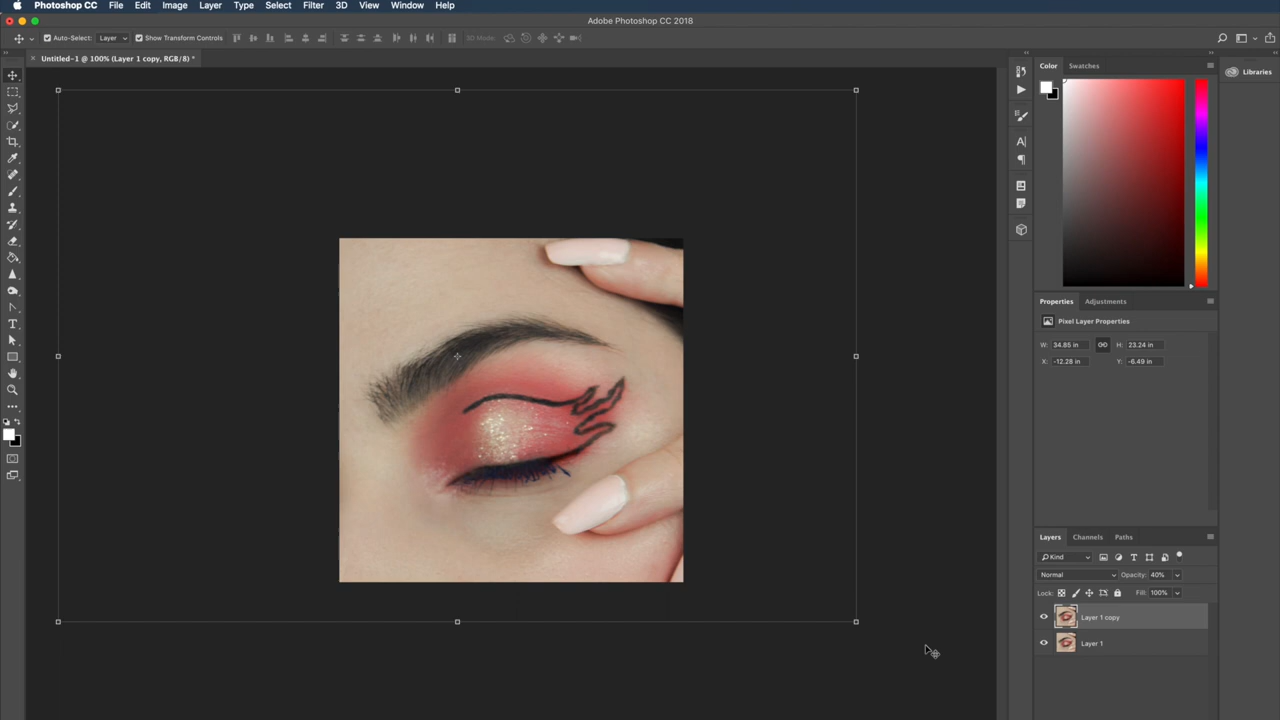 Photoshop CC File Edit Image Layer Type Select Filter 3D View Window Help
Adobe Photoshop CC 2018
Auto-Select: Layer Show Transform Controls 3D Mode:
× Untitled-1 @ 100% (Layer 1 copy, RGB/8) *
Color Swatches
Libraries
Properties Adjustments
Pixel Layer Properties
W: 34.85 in H: 23.24 in
X: -12.28 in Y: -6.49 in
Layers Channels Paths
Kind
Normal Opacity: 40%
Lock: Fill: 100%
Layer 1 copy
Layer 1